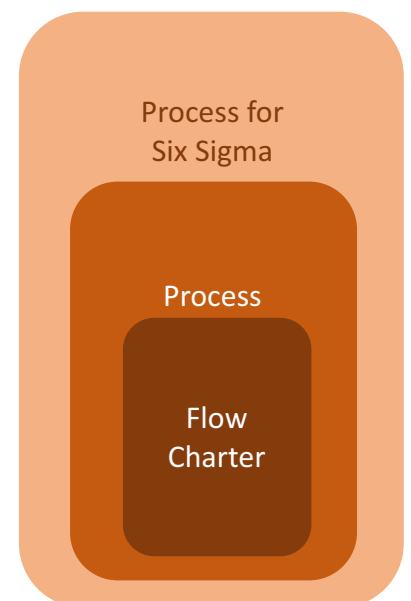 Process for
Six Sigma
Process
Flow
Charter